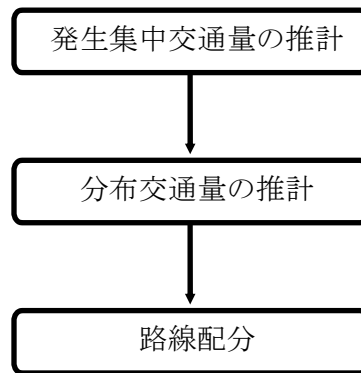 発生集中交通量の推計
分布交通量の推計
路線配分